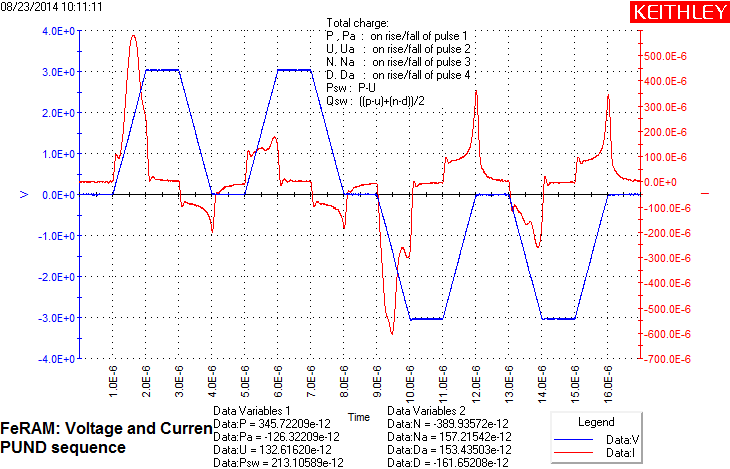 08/23/2014 10:11:11
KEITHLEY
Total charge:
P , Pa : on rise/fall of pulse 1
U, Ua : on rise/fall of pulse 2
N. Na : on rise/fall of pulse 3
D. Da : on rise/fall of pulse 4
Psw : P-U
Qsw : ((p-u)+(n-d))/2
4.0E+0
3.0E+0
2.0E+0
1.0E+0
0.0E+0
-1.0E+0
-2.0E+0
-3.0E+0
-4.0E+0
V
500.0E-6
400.0E-6
300.0E-6
200.0E-6
100.0E-6
0.0E+0
-100.0E-6
-200.0E-6
-300.0E-6
-400.0E-6
-500.0E-6
-600.0E-6
-700.0E-6
I
1.0E-6
2.0E-6
3.0E-6
4.0E-6
5.0E-6
6.0E-6
7.0E-6
8.0E-6
9.0E-6
10.0E-6
11.0E-6
12.0E-6
13.0E-6
14.0E-6
15.0E-6
16.0E-6
Time
FeRAM: Voltage and Curren
PUND sequence
Data Variables 1
Data:P = 345.72209e-12
Data:Pa = -126.32209e-12
Data:U = 132.61620e-12
Data:Psw = 213.10589e-12
Data Variables 2
Data:N = -389.93572e-12
Data:Na = 157.21542e-12
Data:Da = 153.43503e-12
Data:D = -161.65208e-12
Legend
Data:V
Data:I